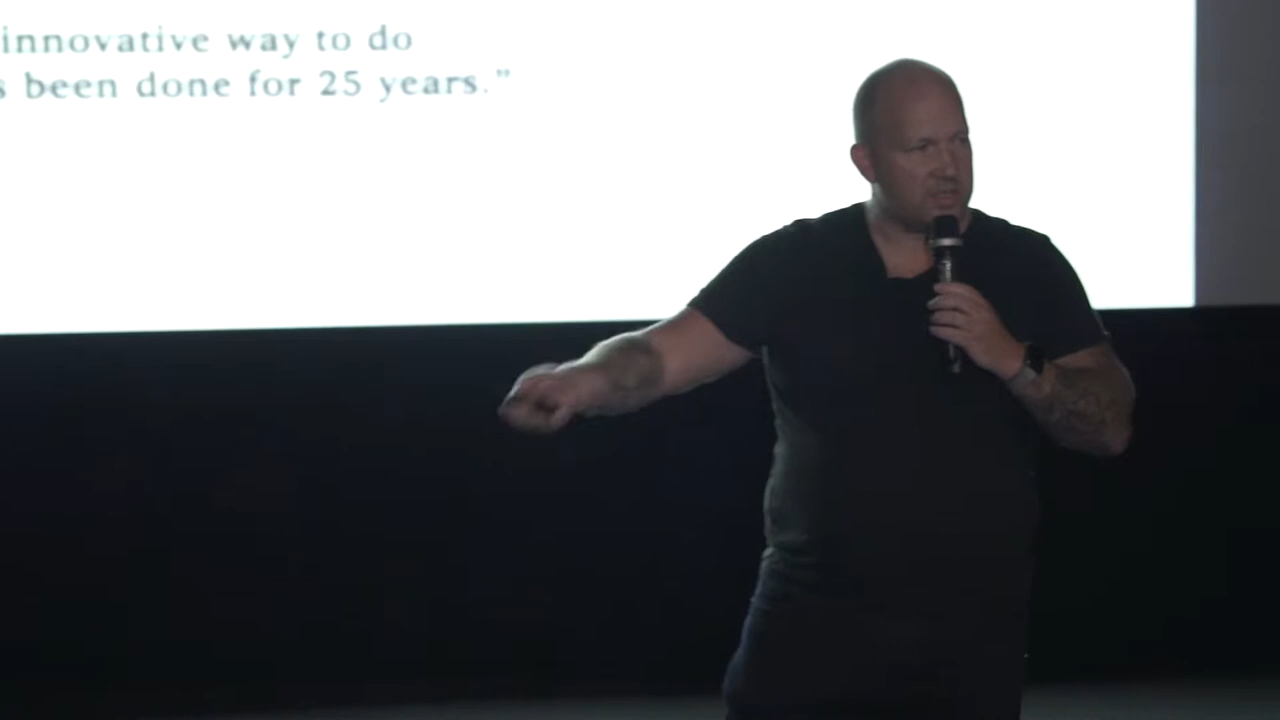 innovative way to do
been done for 25 years.”